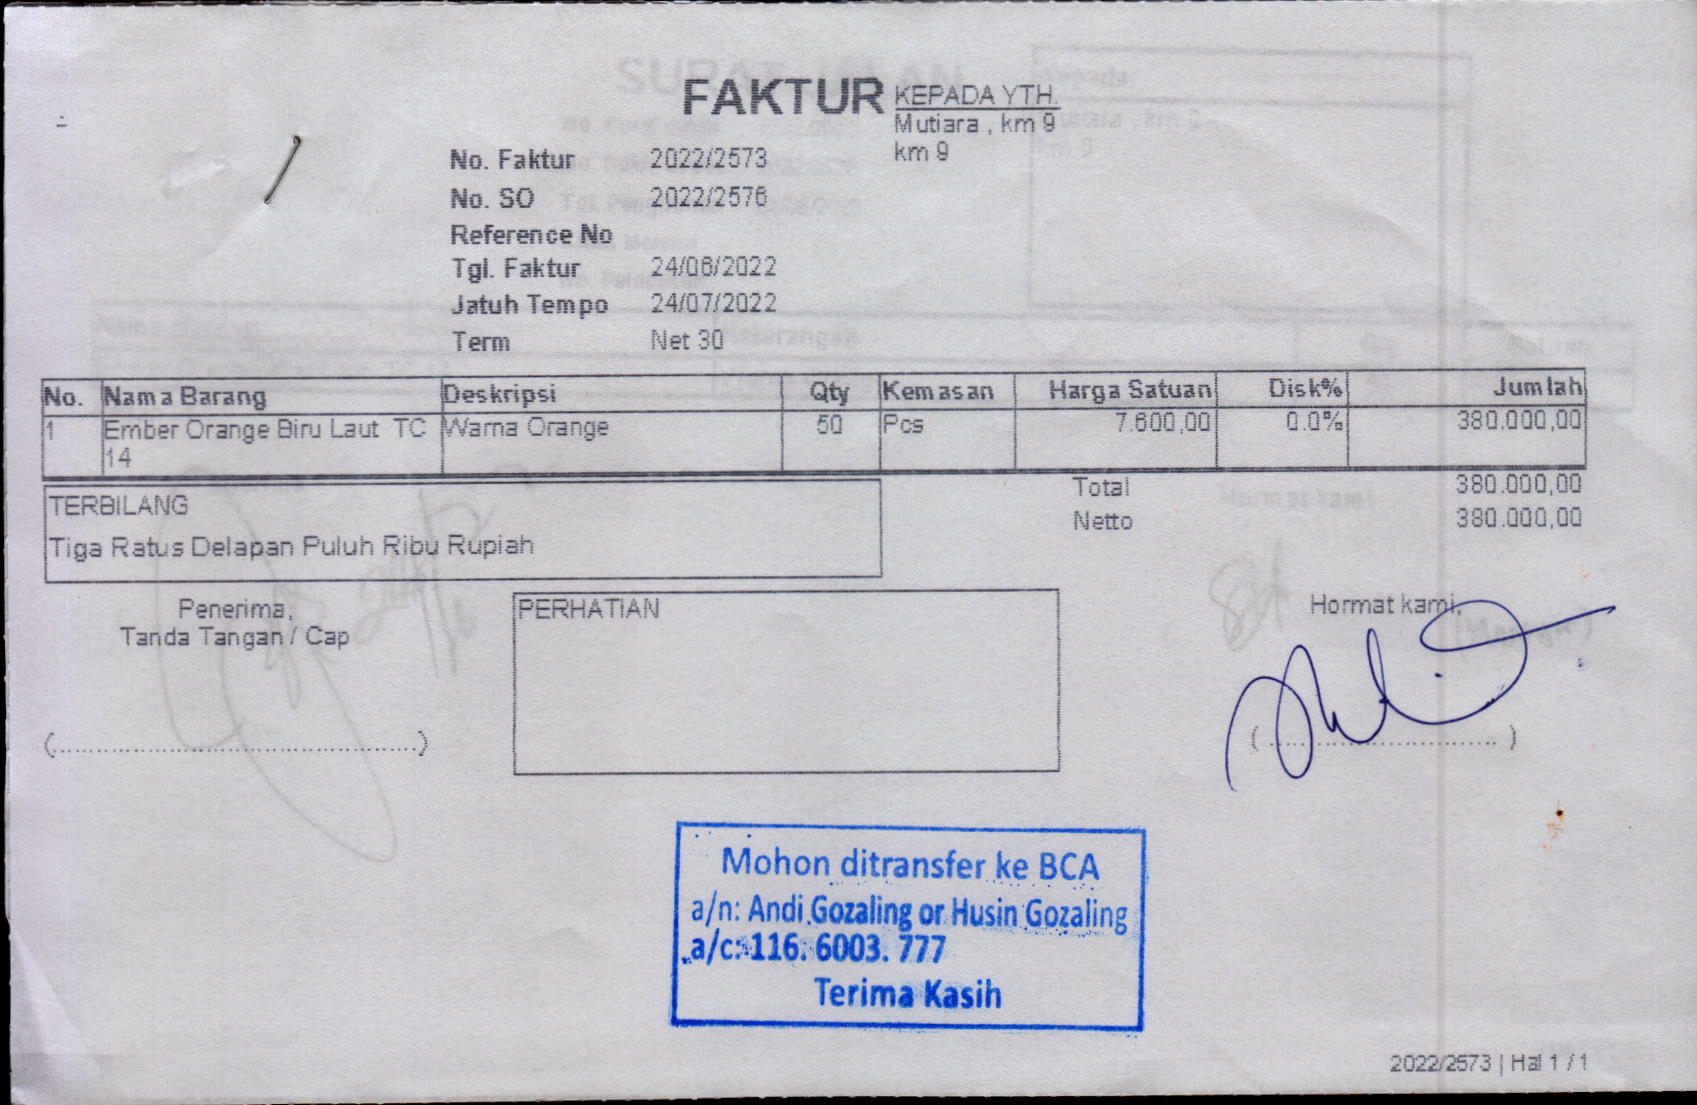 FAKTUR
KEPADA YTH.
Mutiara , km 9
km 9
No. Faktur 2022/2573
No. SO 2022/2576
Reference No
Tgl. Faktur 24/06/2022
Jatuh Tempo 24/07/2022
Term Net 30
No. Nama Barang Deskripsi Qty Kemasan Harga Satuan Disk% Jumlah
1 Ember Orange Biru Laut TC Warna Orange 50 Pcs 7.600,00 0.0% 380.000,00
14
Total 380.000,00
Netto 380.000,00
TERBILANG
Tiga Ratus Delapan Puluh Ribu Rupiah
Penerima,
Tanda Tangan / Cap
PERHATIAN
Hormat kami,
(..............................................)
( .............................. )
Mohon ditransfer ke BCA
a/n: Andi Gozaling or Husin Gozaling
a/c: 116. 6003. 777
Terima Kasih
2022/2573 | Hal 1 / 1